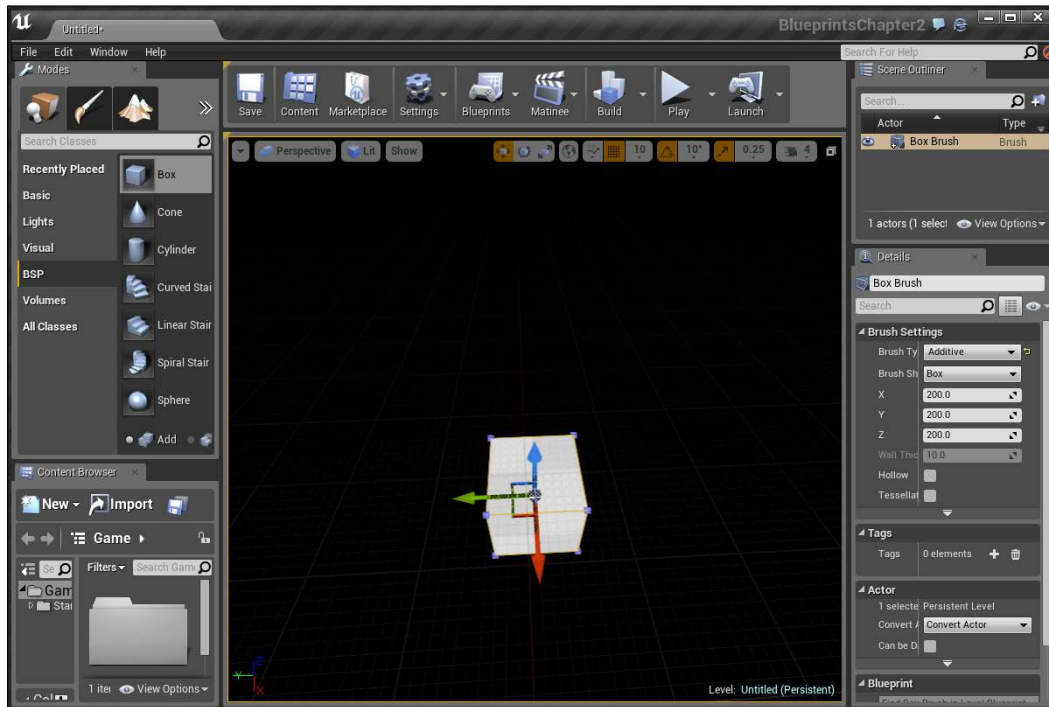 Untitled*
BlueprintsChapter2
File Edit Window Help
Search For Help
Modes
Search Classes
Recently Placed
Basic
Lights
Visual
BSP
Volumes
All Classes
Box
Cone
Cylinder
Curved Stai
Linear Stair
Spiral Stair
Sphere
Add
Save Content Marketplace Settings Blueprints Matinee Build Play Launch
Perspective Lit Show 10 10° 0.25 4
Level: Untitled (Persistent)
Content Browser
New Import
Game
Se Filters Search Game
Gam
Star
1 iter View Options
Scene Outliner
Search...
Actor Type
Box Brush Brush
1 actors (1 select View Options
Details
Box Brush
Search
Brush Settings
Brush Ty Additive
Brush Sh Box
X 200.0
Y 200.0
Z 200.0
Wall Thic 10.0
Hollow
Tessellat
Tags
Tags 0 elements
Actor
1 selecte Persistent Level
Convert A Convert Actor
Can be Da
Blueprint